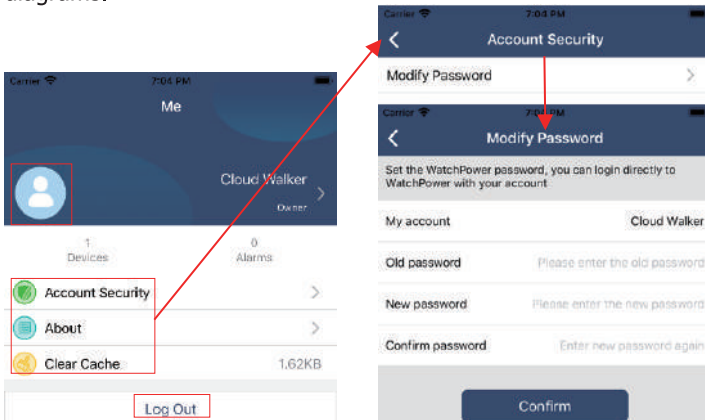 diagrams.
Carrier 7:04 PM
Me
Cloud Walker
Owner
1
Devices
0
Alarms
Account Security
About
Clear Cache
1.62KB
Log Out
Carrier 7:04 PM
Account Security
Modify Password
Carrier 7:04 PM
Modify Password
Set the WatchPower password, you can login directly to
WatchPower with your account
My account
Cloud Walker
Old password
Please enter the old password
New password
Please enter the new password
Confirm password
Enter new password again
Confirm